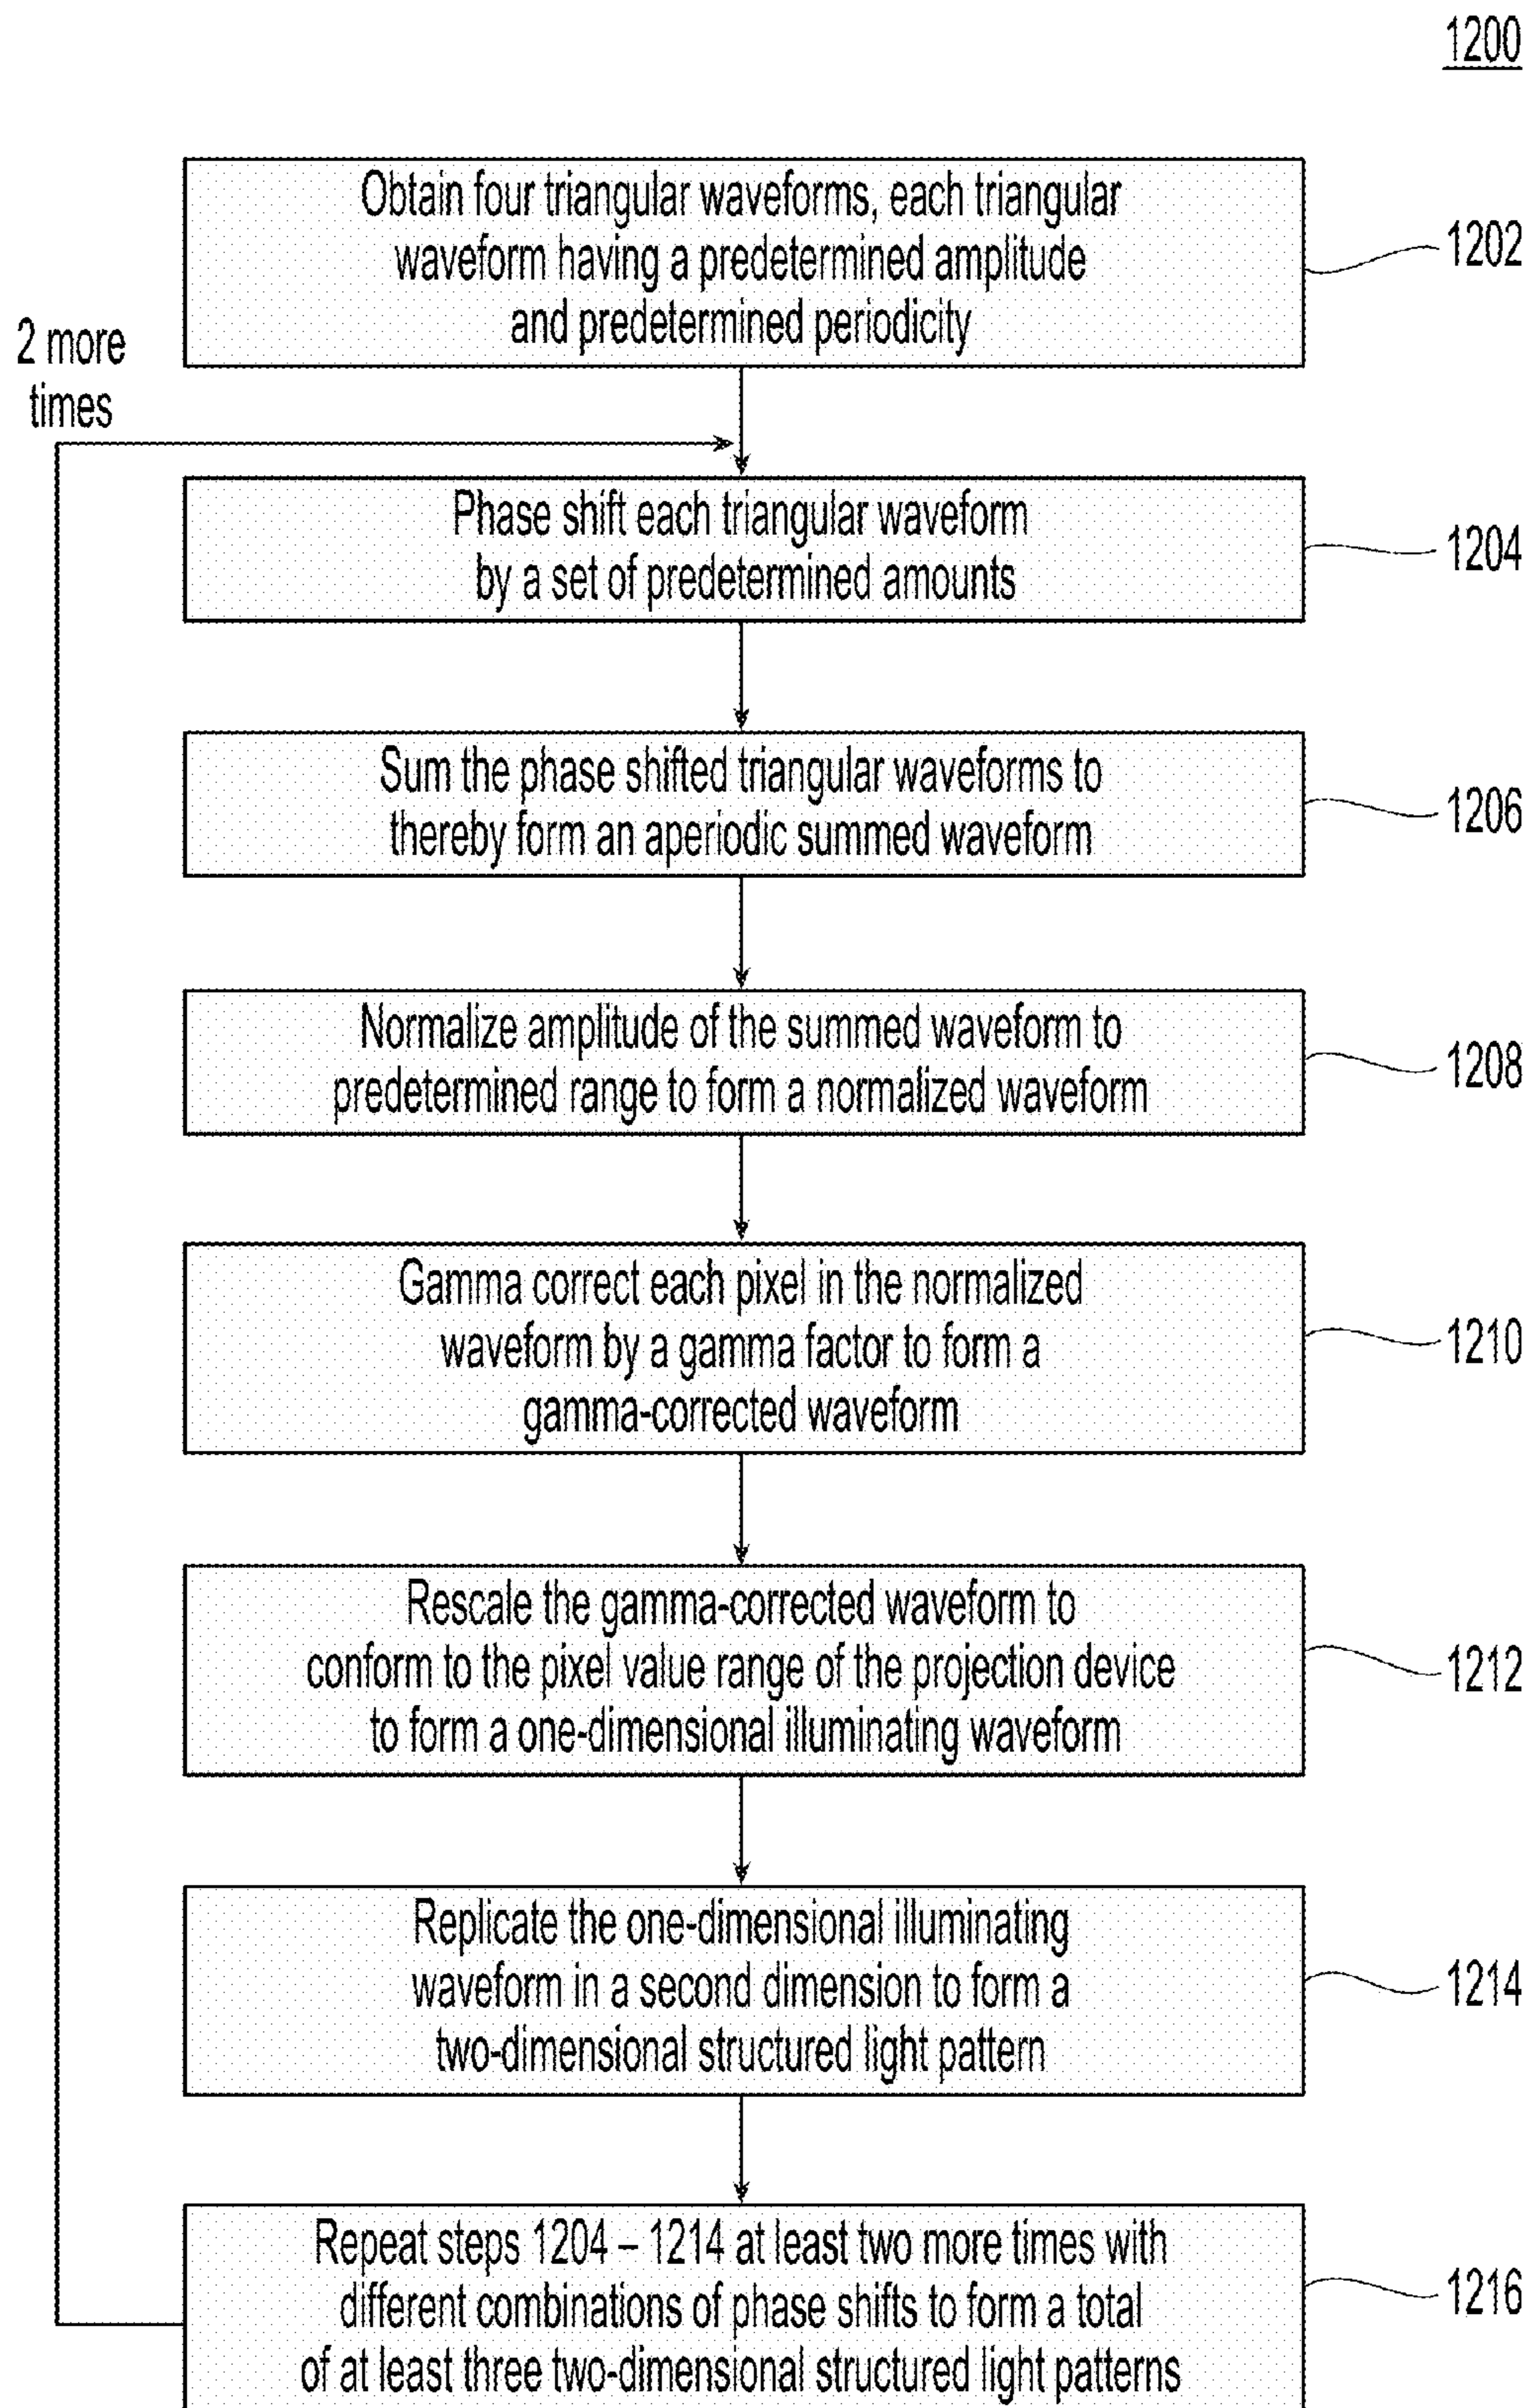 1200
Obtain four triangular waveforms, each triangular
waveform having a predetermined amplitude
and predetermined periodicity
1202
2 more
times
Phase shift each triangular waveform
by a set of predetermined amounts
1204
Sum the phase shifted triangular waveforms to
thereby form an aperiodic summed waveform
1206
Normalize amplitude of the summed waveform to
predetermined range to form a normalized waveform
1208
Gamma correct each pixel in the normalized
waveform by a gamma factor to form a
gamma-corrected waveform
1210
Rescale the gamma-corrected waveform to
conform to the pixel value range of the projection device
to form a one-dimensional illuminating waveform
1212
Replicate the one-dimensional illuminating
waveform in a second dimension to form a
two-dimensional structured light pattern
1214
Repeat steps 1204 – 1214 at least two more times with
different combinations of phase shifts to form a total
of at least three two-dimensional structured light patterns
1216